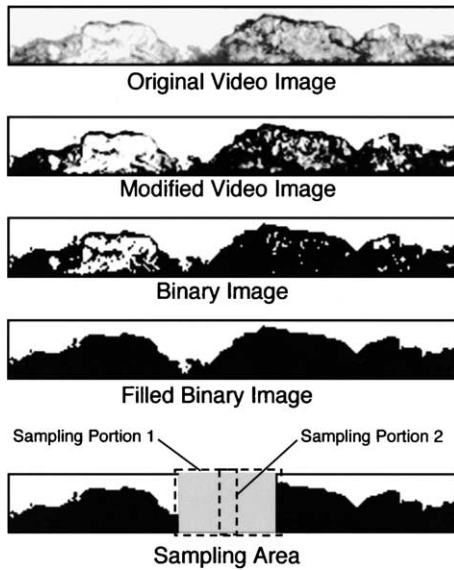 Original Video Image
Modified Video Image
Binary Image
Filled Binary Image
Sampling Portion 1
Sampling Portion 2
Sampling Area